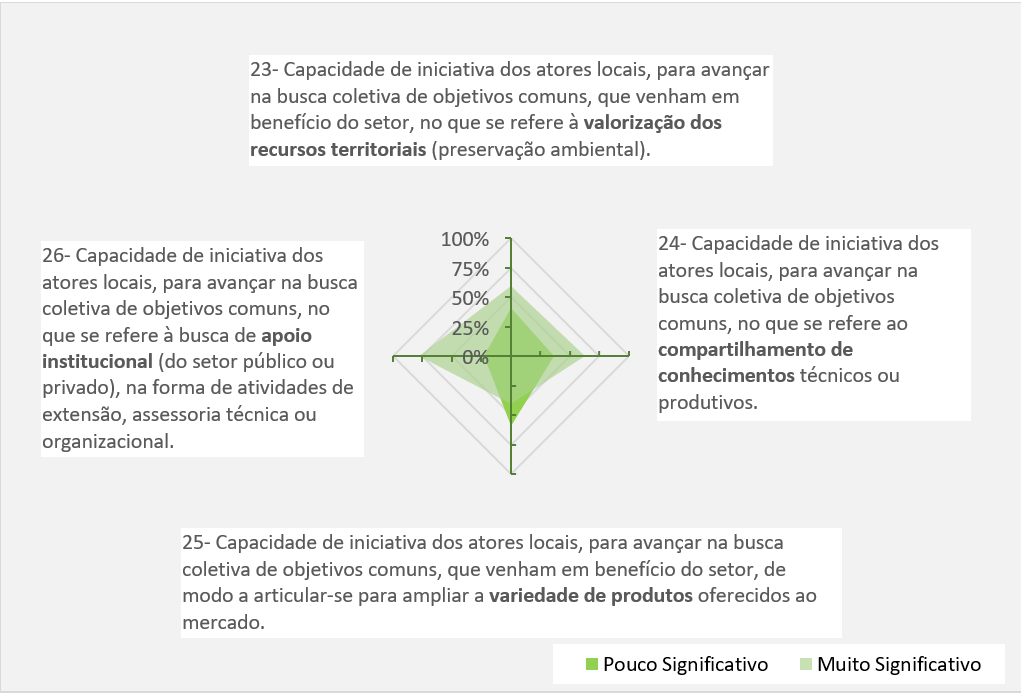 23- Capacidade de iniciativa dos atores locais, para avançar
na busca coletiva de objetivos comuns, que venham em
benefício do setor, no que se refere à valorização dos
recursos territoriais (preservação ambiental).
26- Capacidade de iniciativa dos
atores locais, para avançar na busca
coletiva de objetivos comuns, no
que se refere à busca de apoio
institucional (do setor público ou
privado), na forma de atividades de
extensão, assessoria técnica ou
organizacional.
100%
75%
50%
25%
0%
24- Capacidade de iniciativa dos
atores locais, para avançar na
busca coletiva de objetivos
comuns, no que se refere ao
compartilhamento de
conhecimentos técnicos ou
produtivos.
25- Capacidade de iniciativa dos atores locais, para avançar na busca
coletiva de objetivos comuns, que venham em benefício do setor, de
modo a articular-se para ampliar a variedade de produtos oferecidos ao
mercado.
Pouco Significativo
Muito Significativo